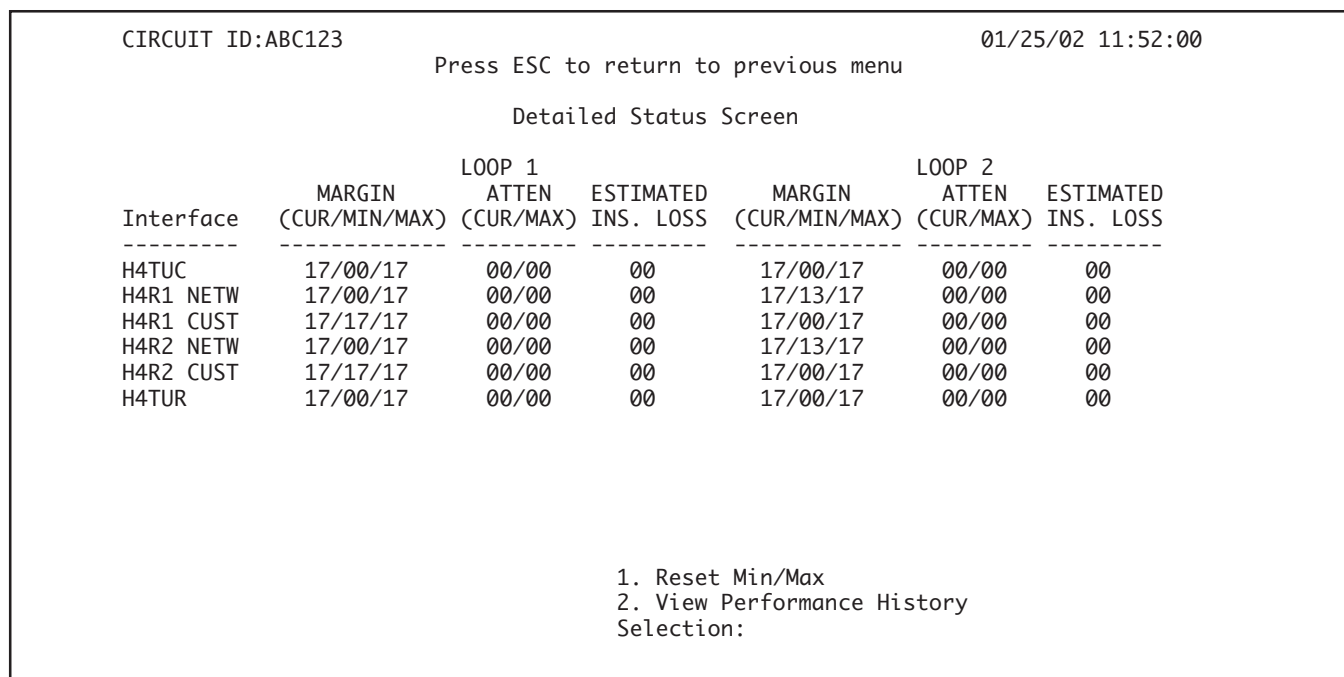 CIRCUIT ID:ABC123 01/25/02 11:52:00
Press ESC to return to previous menu
Detailed Status Screen
LOOP 1 LOOP 2
MARGIN ATTEN ESTIMATED MARGIN ATTEN ESTIMATED
Interface (CUR/MIN/MAX) (CUR/MAX) INS. LOSS (CUR/MIN/MAX) (CUR/MAX) INS. LOSS
--------- ------------- --------- --------- ------------- --------- ---------
H4TUC 17/00/17 00/00 00 17/00/17 00/00 00
H4R1 NETW 17/00/17 00/00 00 17/13/17 00/00 00
H4R1 CUST 17/17/17 00/00 00 17/00/17 00/00 00
H4R2 NETW 17/00/17 00/00 00 17/13/17 00/00 00
H4R2 CUST 17/17/17 00/00 00 17/00/17 00/00 00
H4TUR 17/00/17 00/00 00 17/00/17 00/00 00
1. Reset Min/Max
2. View Performance History
Selection: